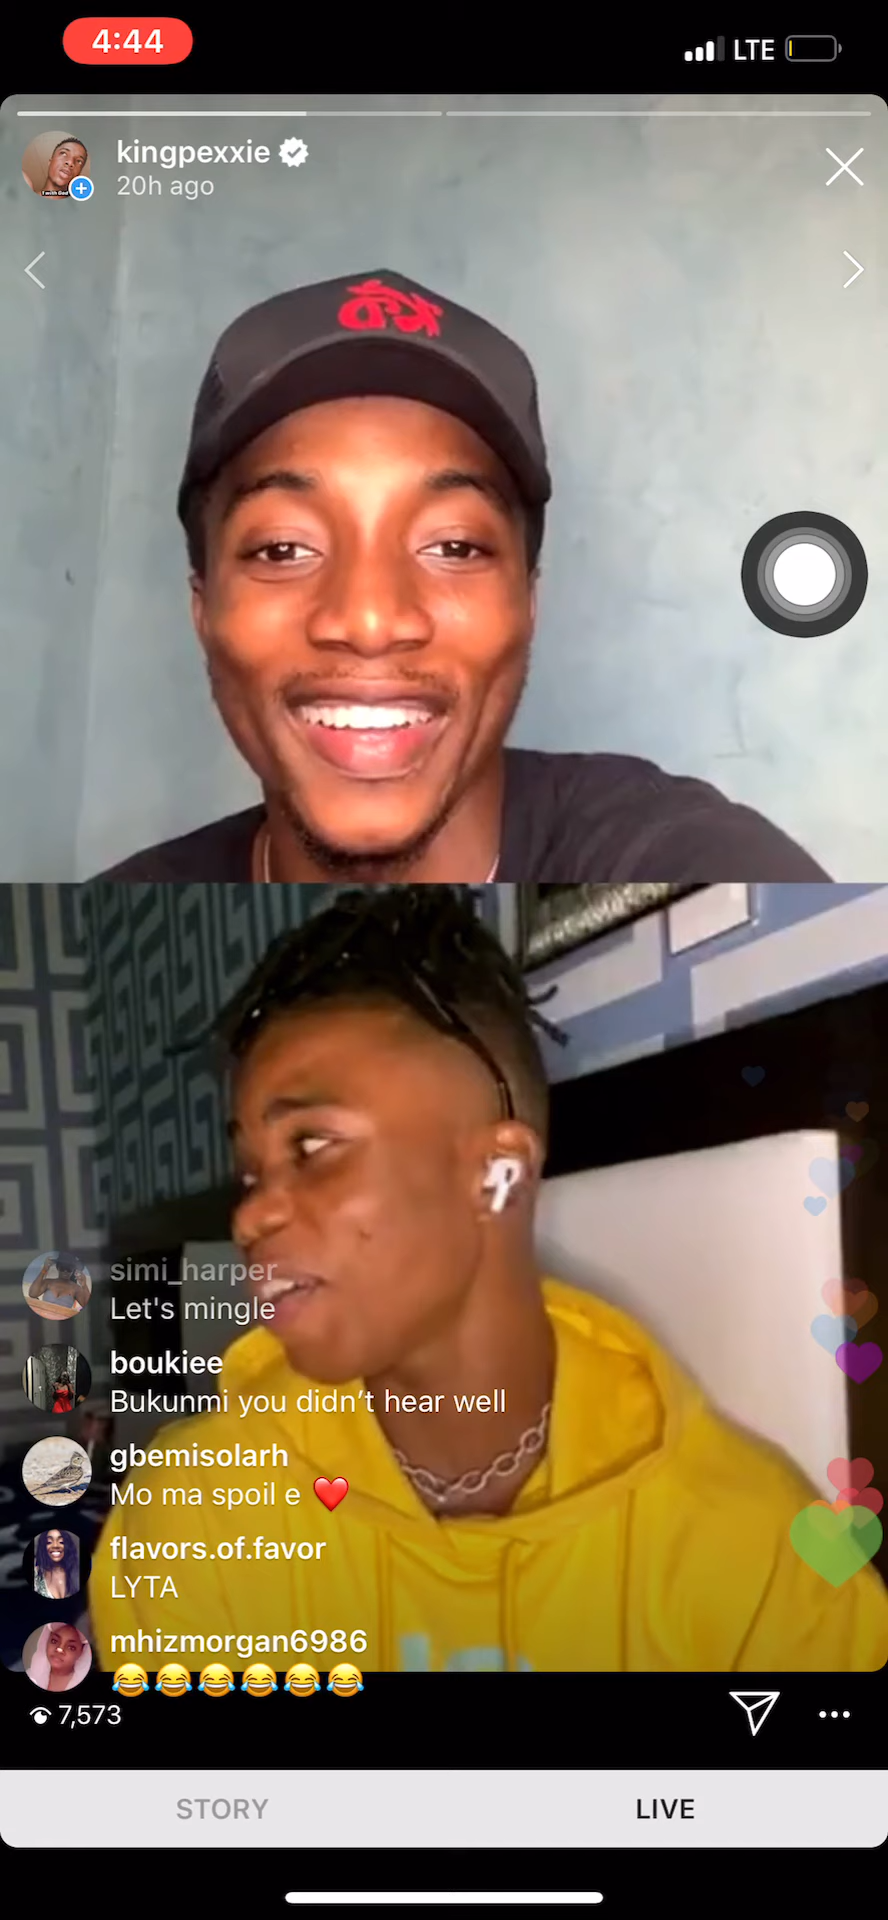 4:44
LTE
kingpexxie
20h ago
simi_harper
Let's mingle
boukiee
Bukunmi you didn’t hear well
gbemisolarh
Mo ma spoil e ❤️
flavors.of.favor
LYTA
mhizmorgan6986
😂😂😂😂😂😂
7,573
STORY
LIVE